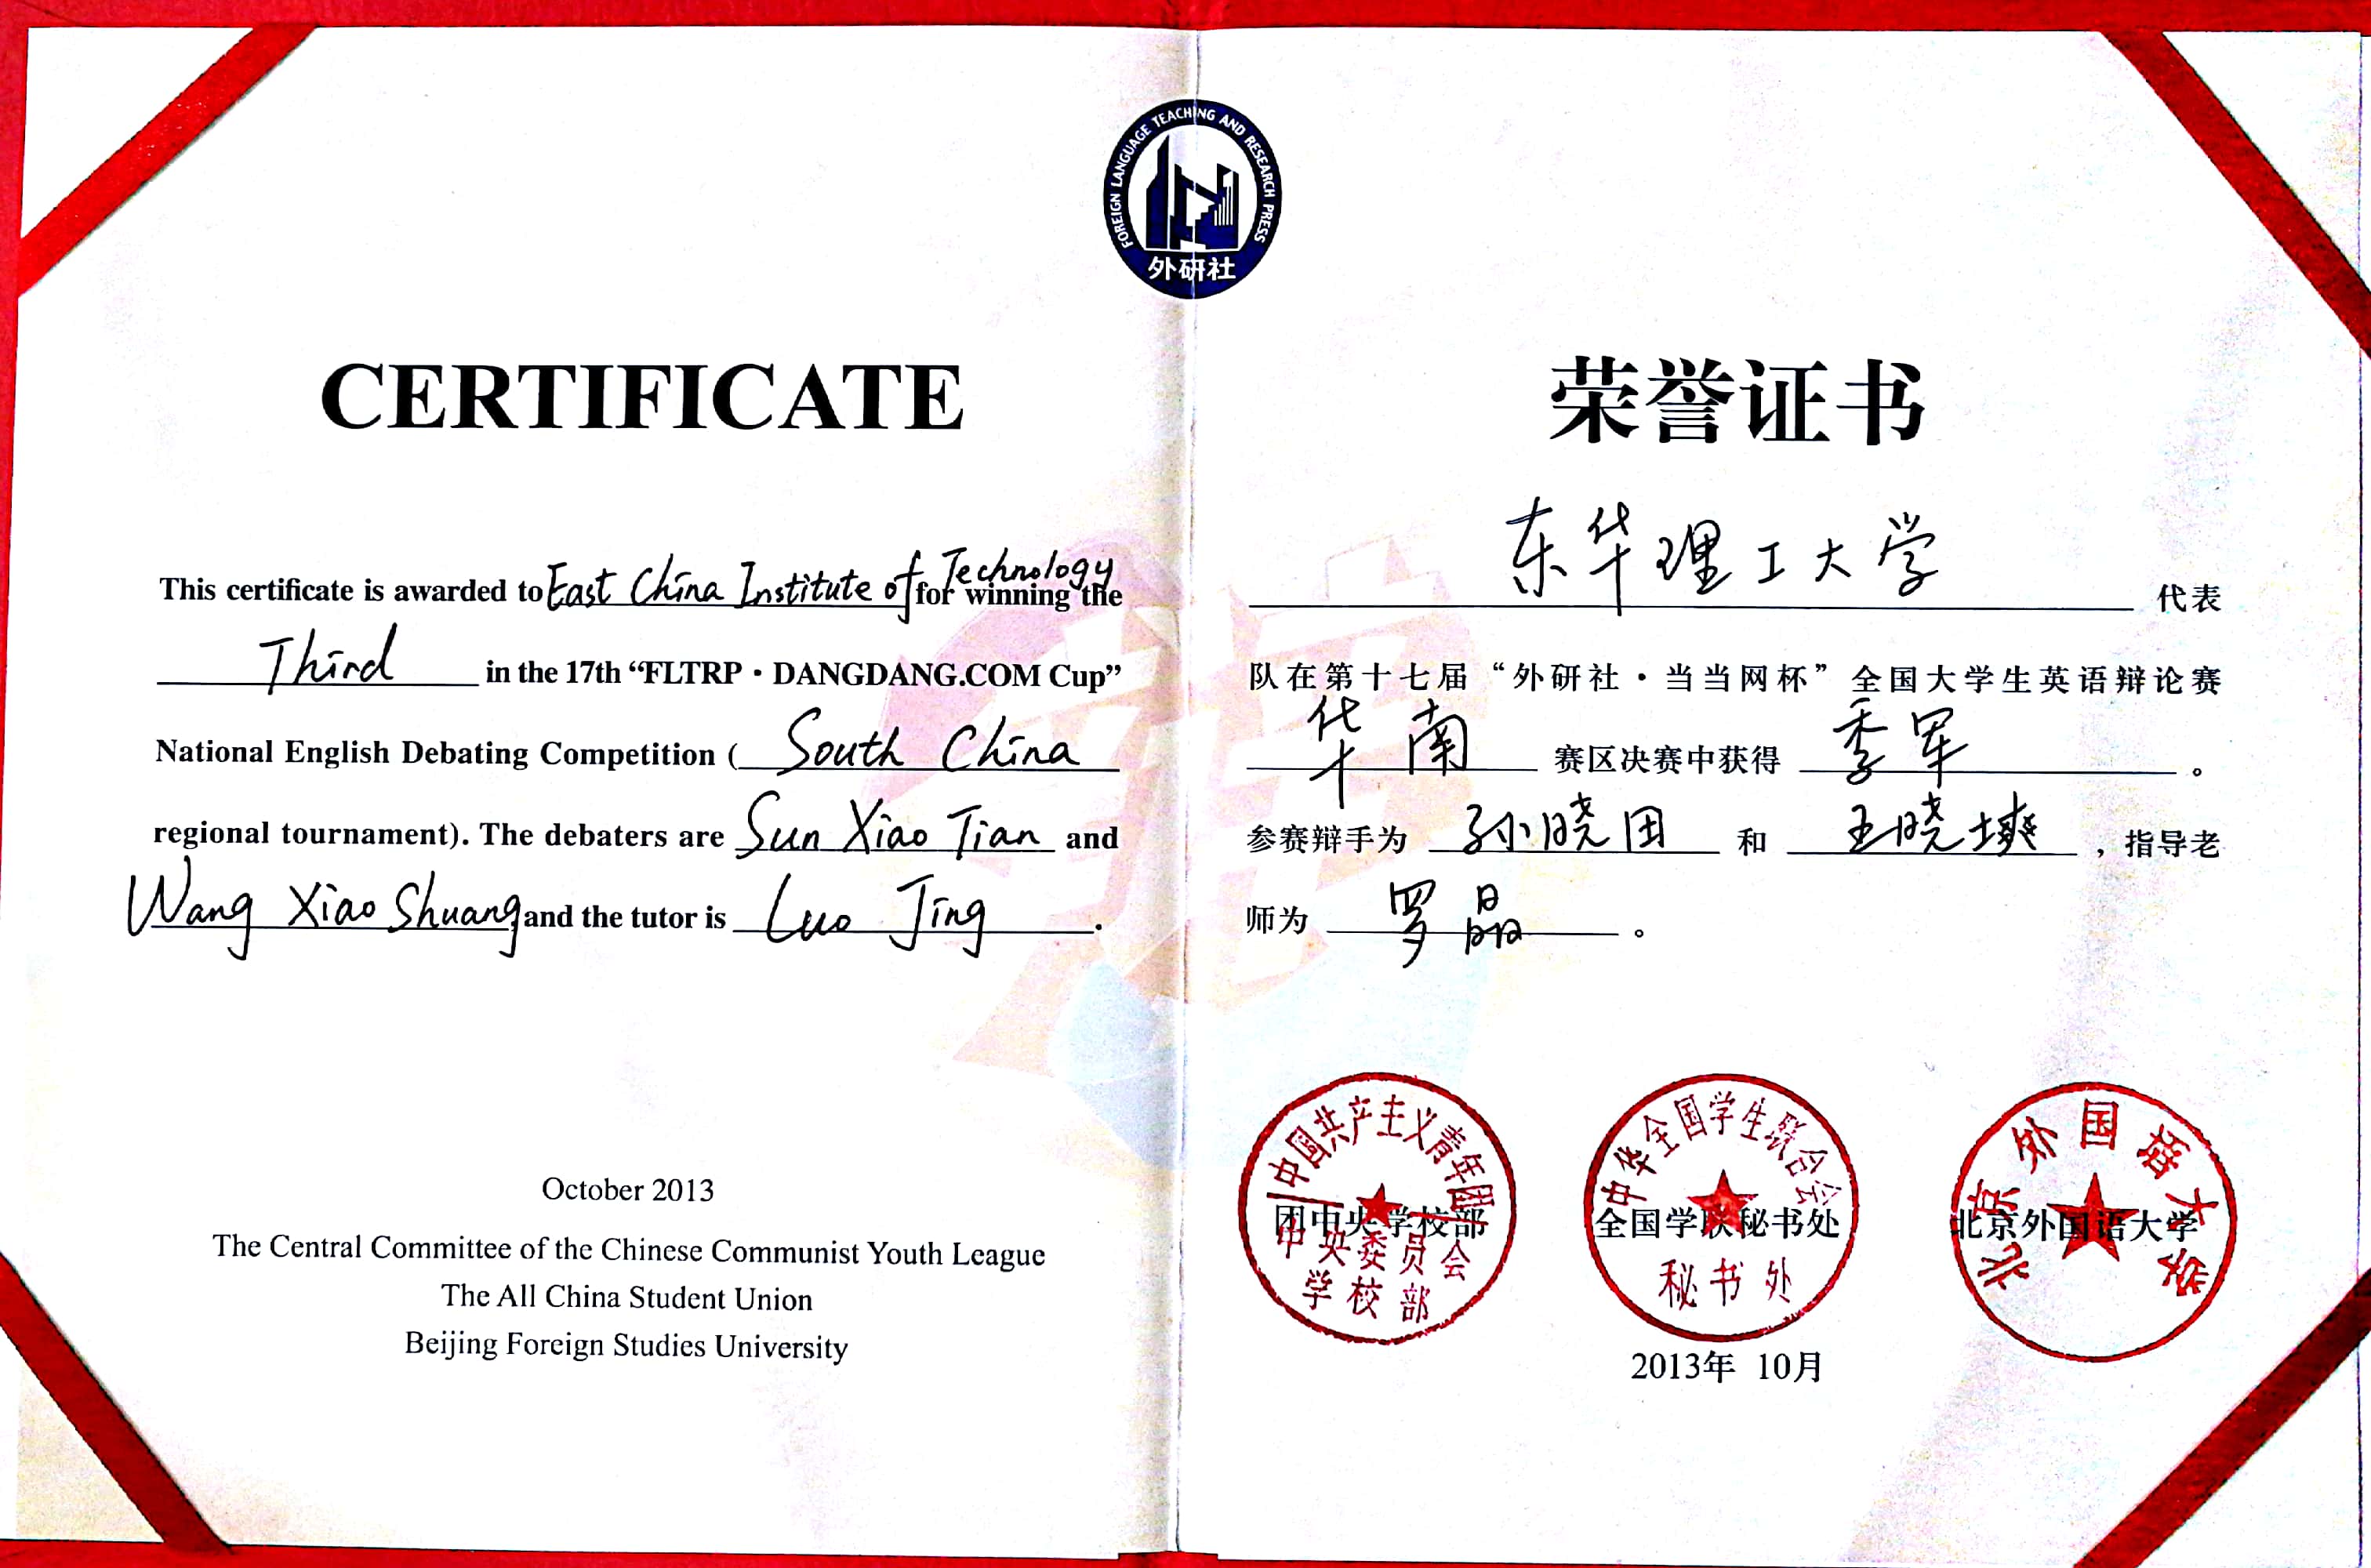 FOREIGN LANGUAGE TEACHING AND RESEARCH PRESS
外研社
CERTIFICATE
This certificate is awarded to East China Institute of Technology for winning the
Third in the 17th “FLTRP · DANGDANG.COM Cup”
National English Debating Competition ( South China
regional tournament). The debaters are Sun Xiao Tian and
Wang Xiao Shuang and the tutor is Luo Jing .
October 2013
The Central Committee of the Chinese Communist Youth League
The All China Student Union
Beijing Foreign Studies University
荣誉证书
东华理工大学 代表
队在第十七届“外研社·当当网杯”全国大学生英语辩论赛
华南 赛区决赛中获得 季军 。
参赛辩手为 孙晓田 和 王晓塽 ，指导老
师为 罗晶 。
中国共产主义青年团
中央委员会
学校部
团中央学校部
中华全国学生联合会
秘书处
全国学联秘书处
北京外国语大学
北京外国语大学
2013年 10月